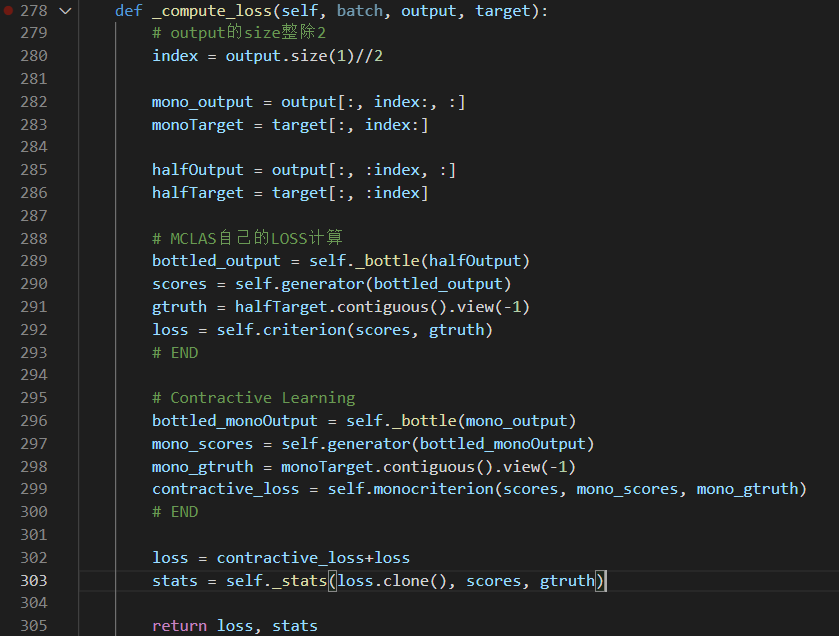 278 def _compute_loss(self, batch, output, target):
279 # output的size整除2
280 index = output.size(1)//2
281
282 mono_output = output[:, index:, :]
283 monoTarget = target[:, index:]
284
285 halfOutput = output[:, :index, :]
286 halfTarget = target[:, :index]
287
288 # MCLAS自己的LOSS计算
289 bottled_output = self._bottle(halfOutput)
290 scores = self.generator(bottled_output)
291 gtruth = halfTarget.contiguous().view(-1)
292 loss = self.criterion(scores, gtruth)
293 # END
294
295 # Contractive Learning
296 bottled_monoOutput = self._bottle(mono_output)
297 mono_scores = self.generator(bottled_monoOutput)
298 mono_gtruth = monoTarget.contiguous().view(-1)
299 contractive_loss = self.monocriterion(scores, mono_scores, mono_gtruth)
300 # END
301
302 loss = contractive_loss+loss
303 stats = self._stats(loss.clone(), scores, gtruth)
304
305 return loss, stats